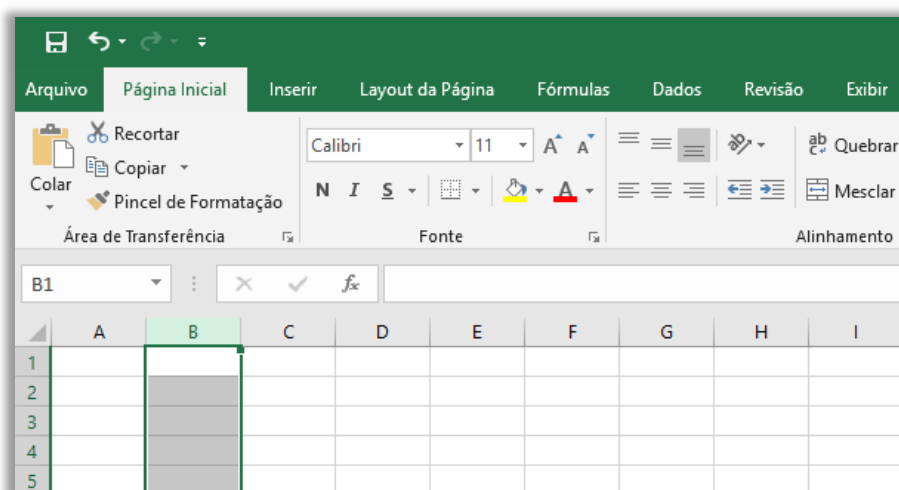 Arquivo Página Inicial Inserir Layout da Página Fórmulas Dados Revisão Exibir
Colar
Recortar
Copiar
Pincel de Formatação
Área de Transferência
Calibri 11 A A
N I S A
Fonte
ab Quebrar
Mesclar
Alinhamento
B1 fx
A B C D E F G H I
1
2
3
4
5